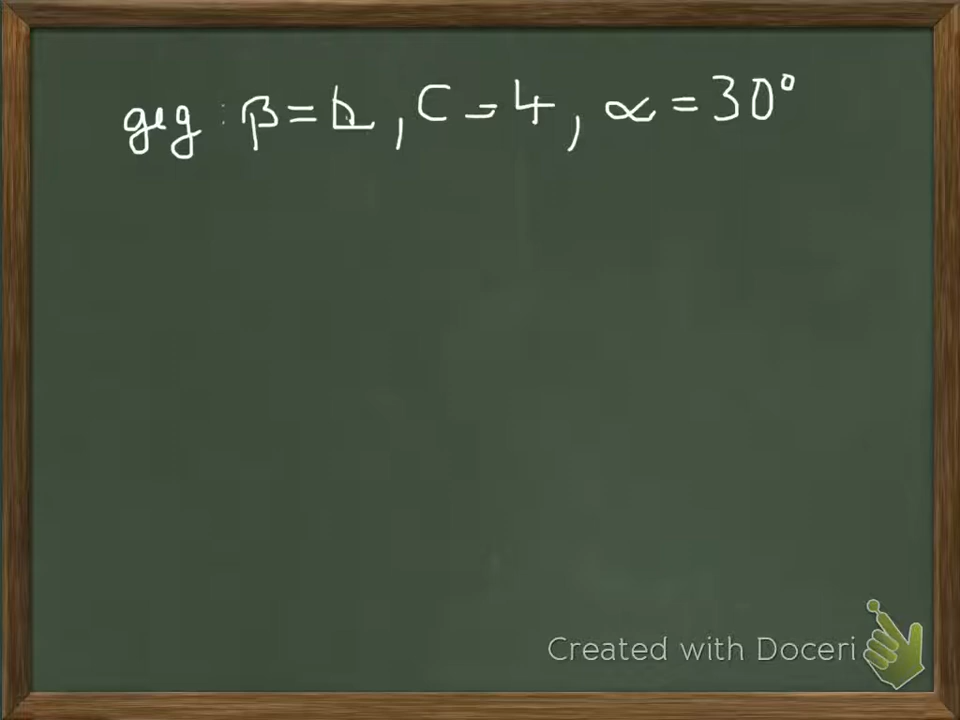 geg : β = ⊾, C = 4, α = 30°
Created with Doceri